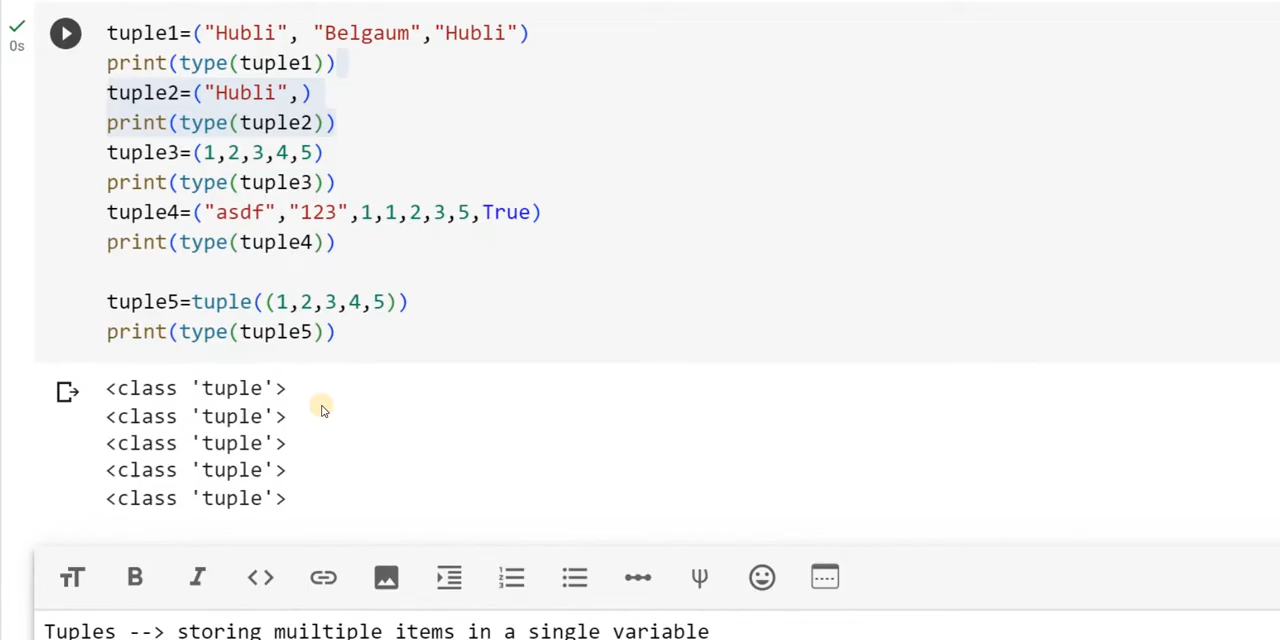 0s
tuple1=("Hubli", "Belgaum","Hubli")
print(type(tuple1))
tuple2=("Hubli",)
print(type(tuple2))
tuple3=(1,2,3,4,5)
print(type(tuple3))
tuple4=("asdf","123",1,1,2,3,5,True)
print(type(tuple4))
tuple5=tuple((1,2,3,4,5))
print(type(tuple5))
<class 'tuple'>
<class 'tuple'>
<class 'tuple'>
<class 'tuple'>
<class 'tuple'>
Tuples --> storing muiltiple items in a single variable